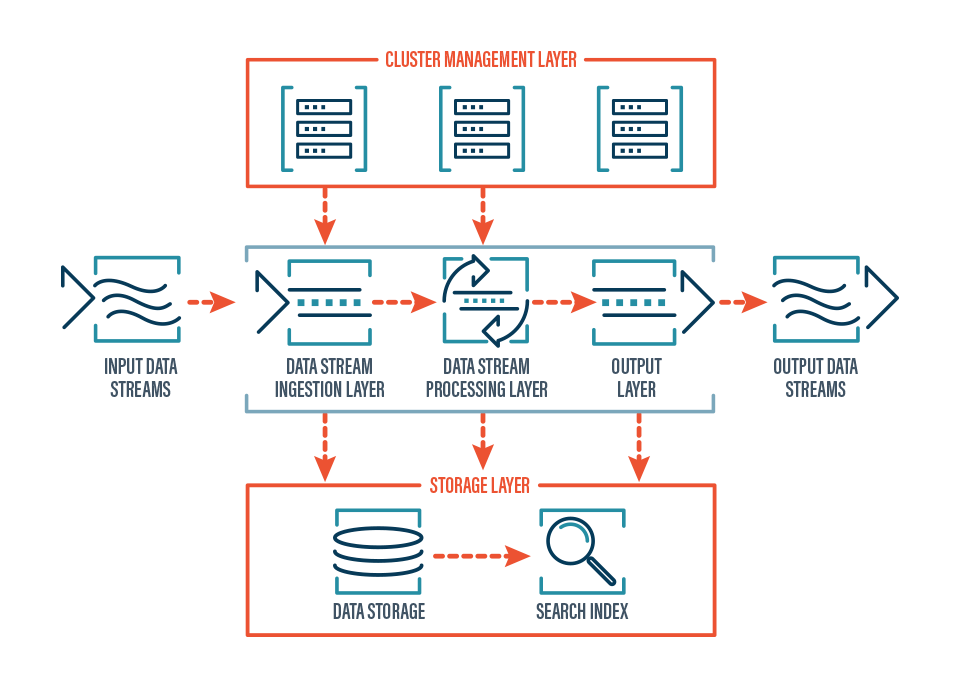 CLUSTER MANAGEMENT LAYER
INPUT DATA
STREAMS
DATA STREAM
INGESTION LAYER
DATA STREAM
PROCESSING LAYER
OUTPUT
LAYER
OUTPUT DATA
STREAMS
STORAGE LAYER
DATA STORAGE
SEARCH INDEX